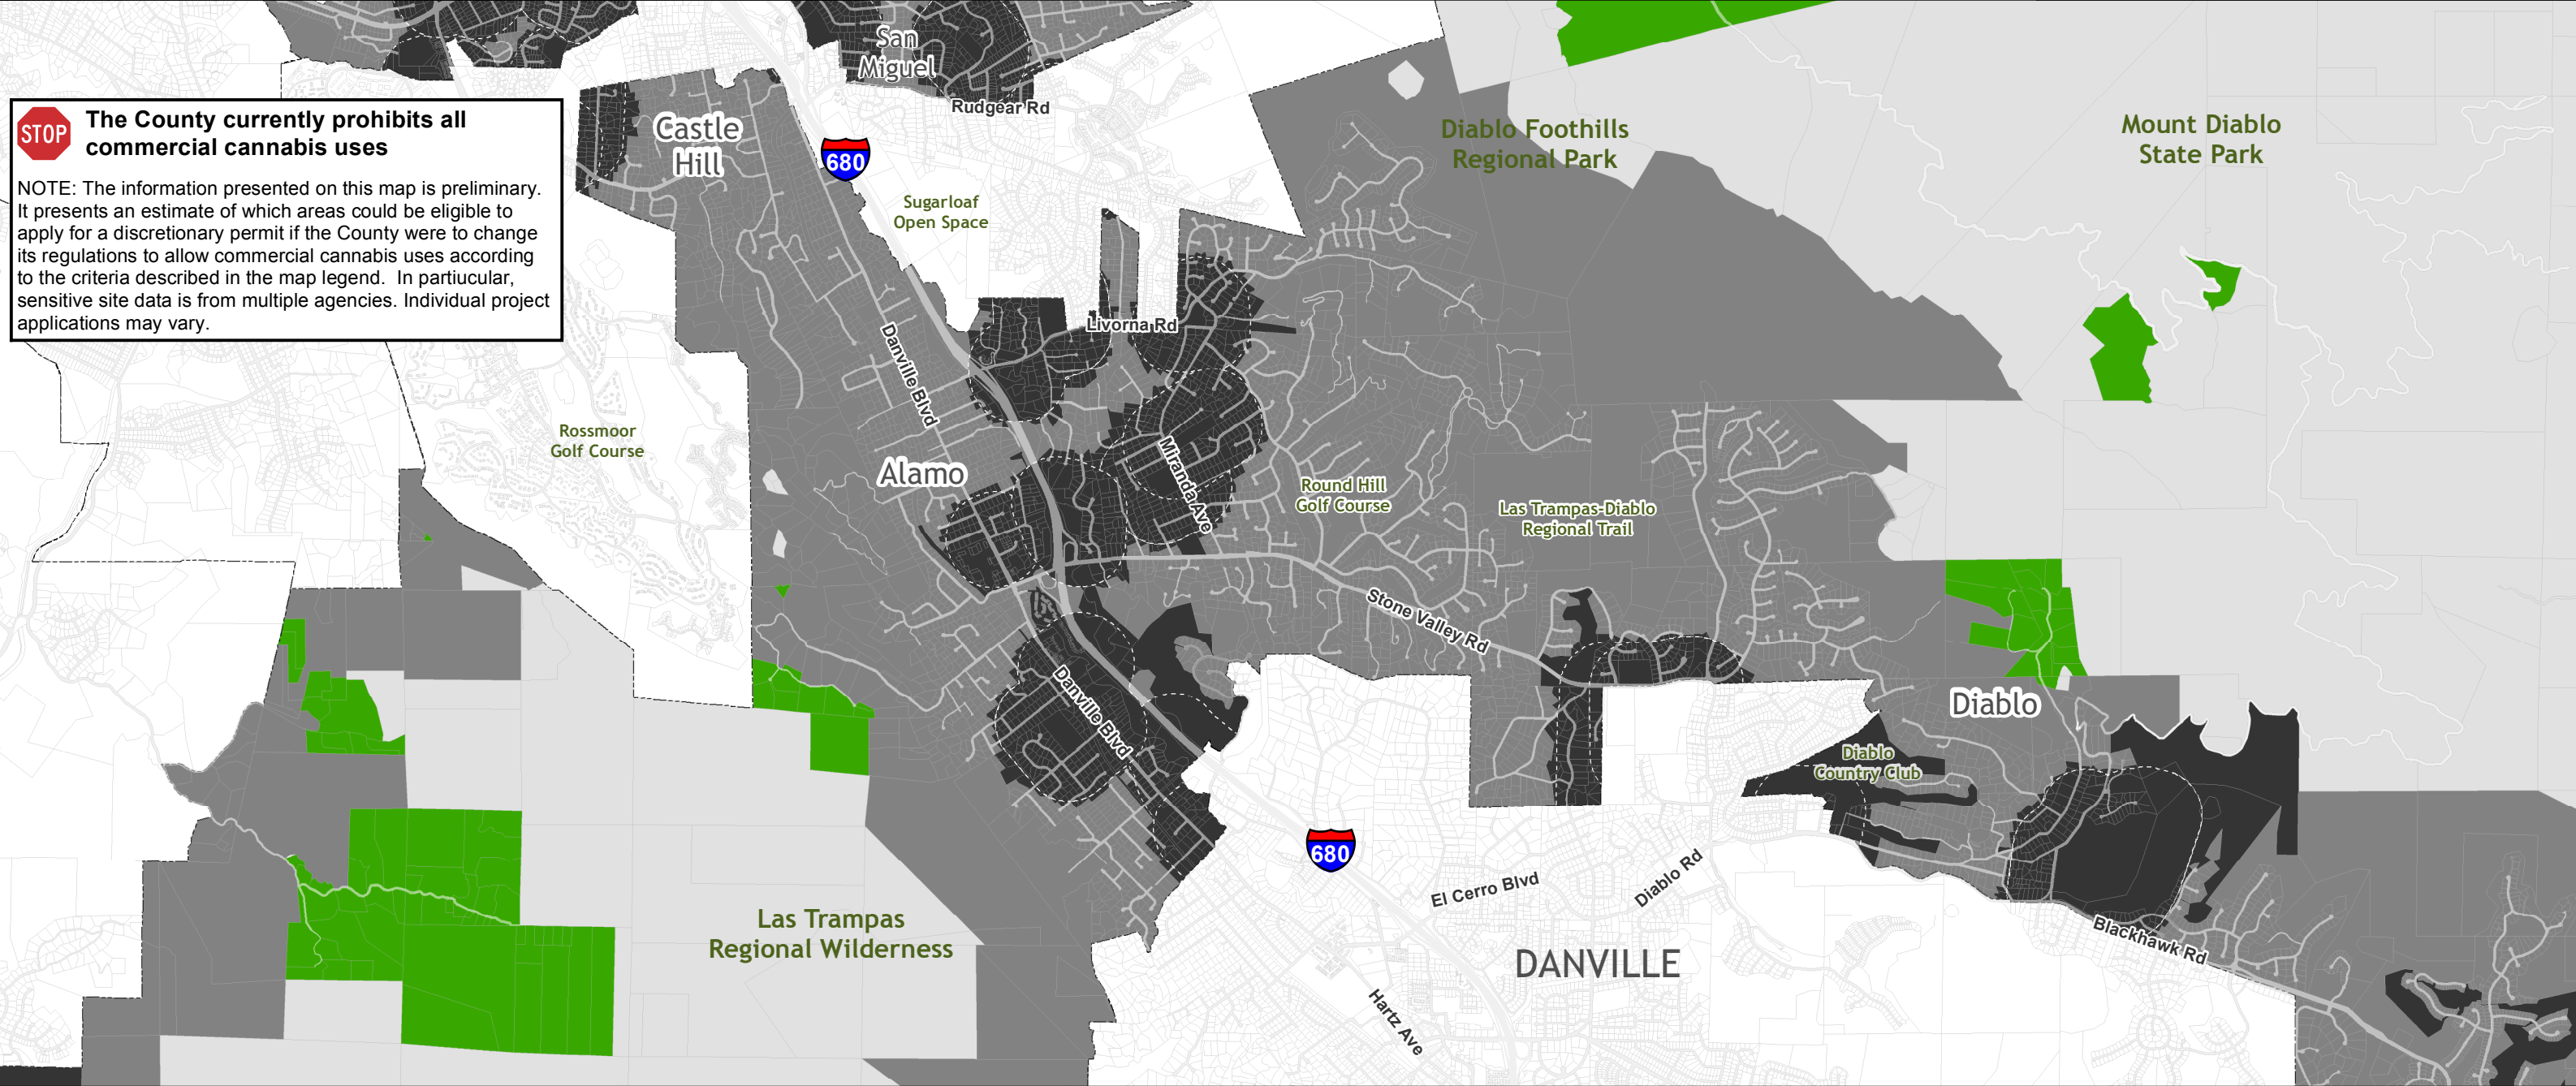 San
Miguel
Rudgear Rd
STOP
The County currently prohibits all
commercial cannabis uses
NOTE: The information presented on this map is preliminary.
It presents an estimate of which areas could be eligible to
apply for a discretionary permit if the County were to change
its regulations to allow commercial cannabis uses according
to the criteria described in the map legend.  In partiucular,
sensitive site data is from multiple agencies. Individual project
applications may vary.
Castle
Hill
680
Diablo Foothills
Regional Park
Mount Diablo
State Park
Sugarloaf
Open Space
Livorna Rd
Danville Blvd
Rossmoor
Golf Course
Alamo
Miranda Ave
Round Hill
Golf Course
Las Trampas-Diablo
Regional Trail
Stone Valley Rd
Danville Blvd
Diablo
Diablo
Country Club
680
El Cerro Blvd
Diablo Rd
Las Trampas
Regional Wilderness
DANVILLE
Blackhawk Rd
Hartz Ave